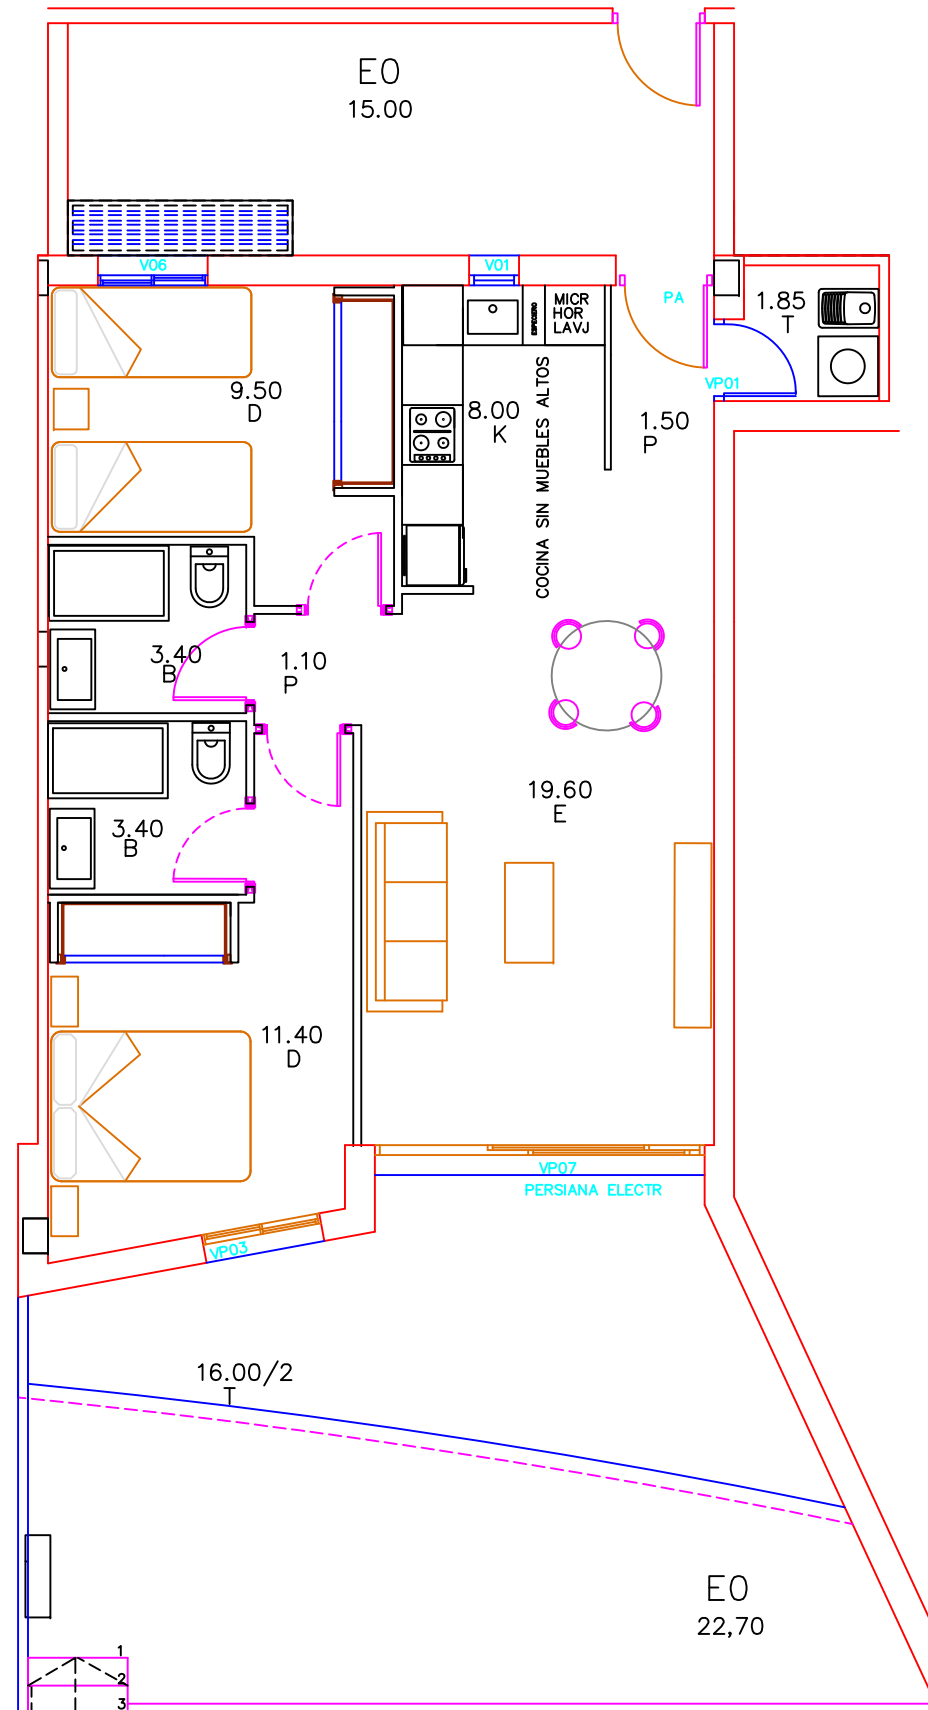 EO
15.00
V06
V01
PA
MICR
HOR
LAVJ
ESPECIERO
1.85
T
VP01
9.50
D
8.00
K
1.50
P
COCINA SIN MUEBLES ALTOS
3.40
B
1.10
P
19.60
E
3.40
B
11.40
D
VP07
PERSIANA ELECTR
VP03
16.00/2
T
EO
22,70
1
2
3